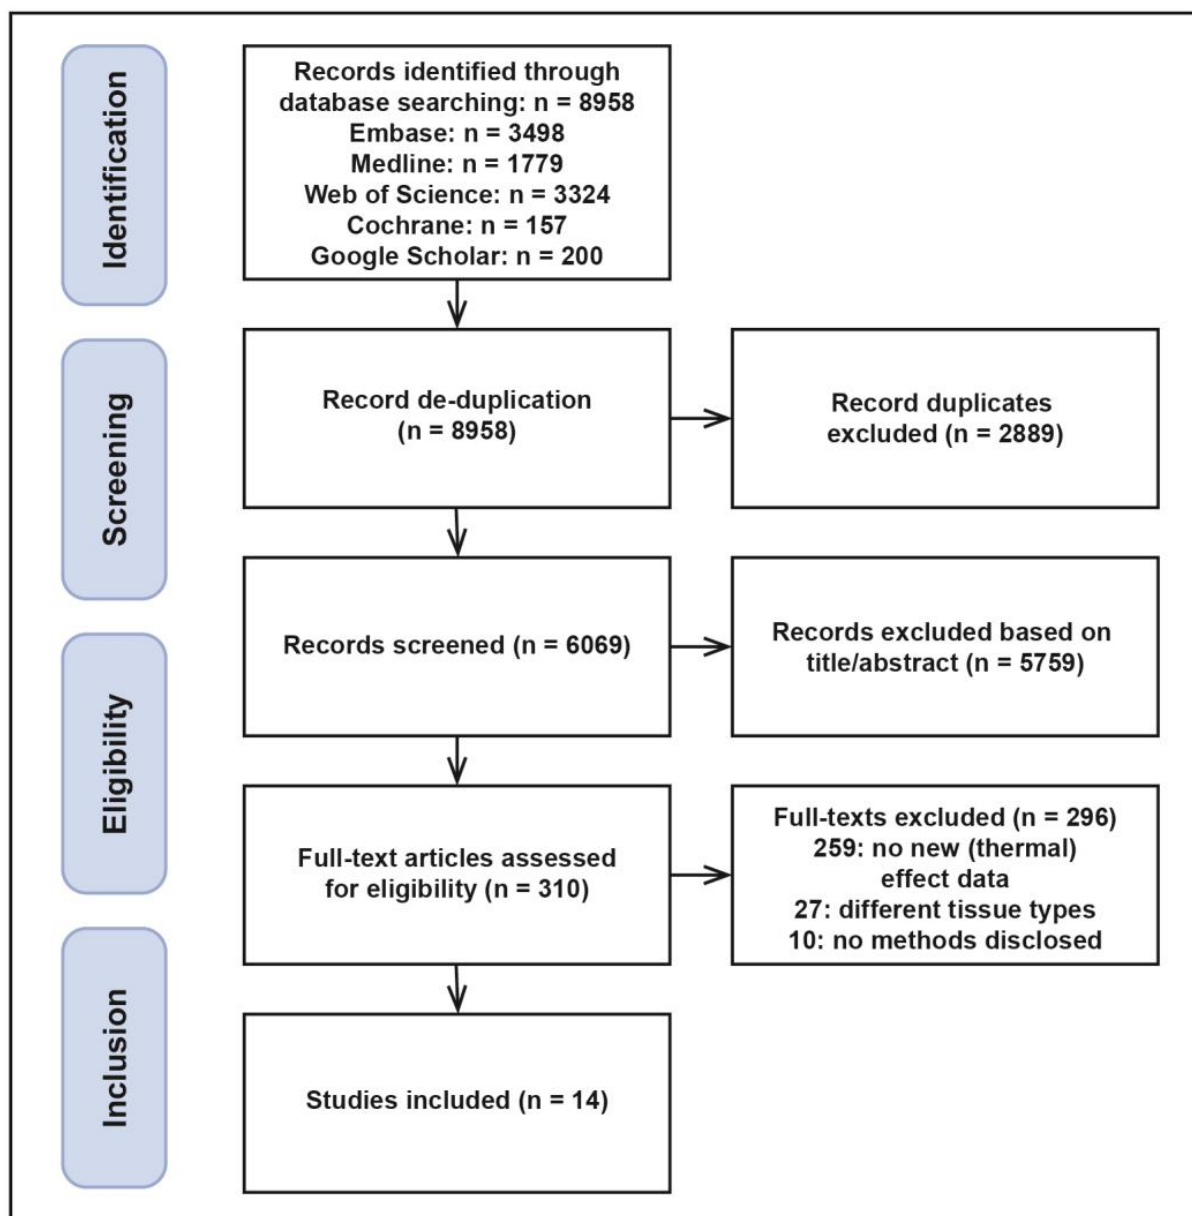 Identification
Records identified through
database searching: n = 8958
Embase: n = 3498
Medline: n = 1779
Web of Science: n = 3324
Cochrane: n = 157
Google Scholar: n = 200
Screening
Record de-duplication
(n = 8958)
Record duplicates
excluded (n = 2889)
Records screened (n = 6069)
Records excluded based on
title/abstract (n = 5759)
Eligibility
Full-text articles assessed
for eligibility (n = 310)
Full-texts excluded (n = 296)
259: no new (thermal)
effect data
27: different tissue types
10: no methods disclosed
Inclusion
Studies included (n = 14)